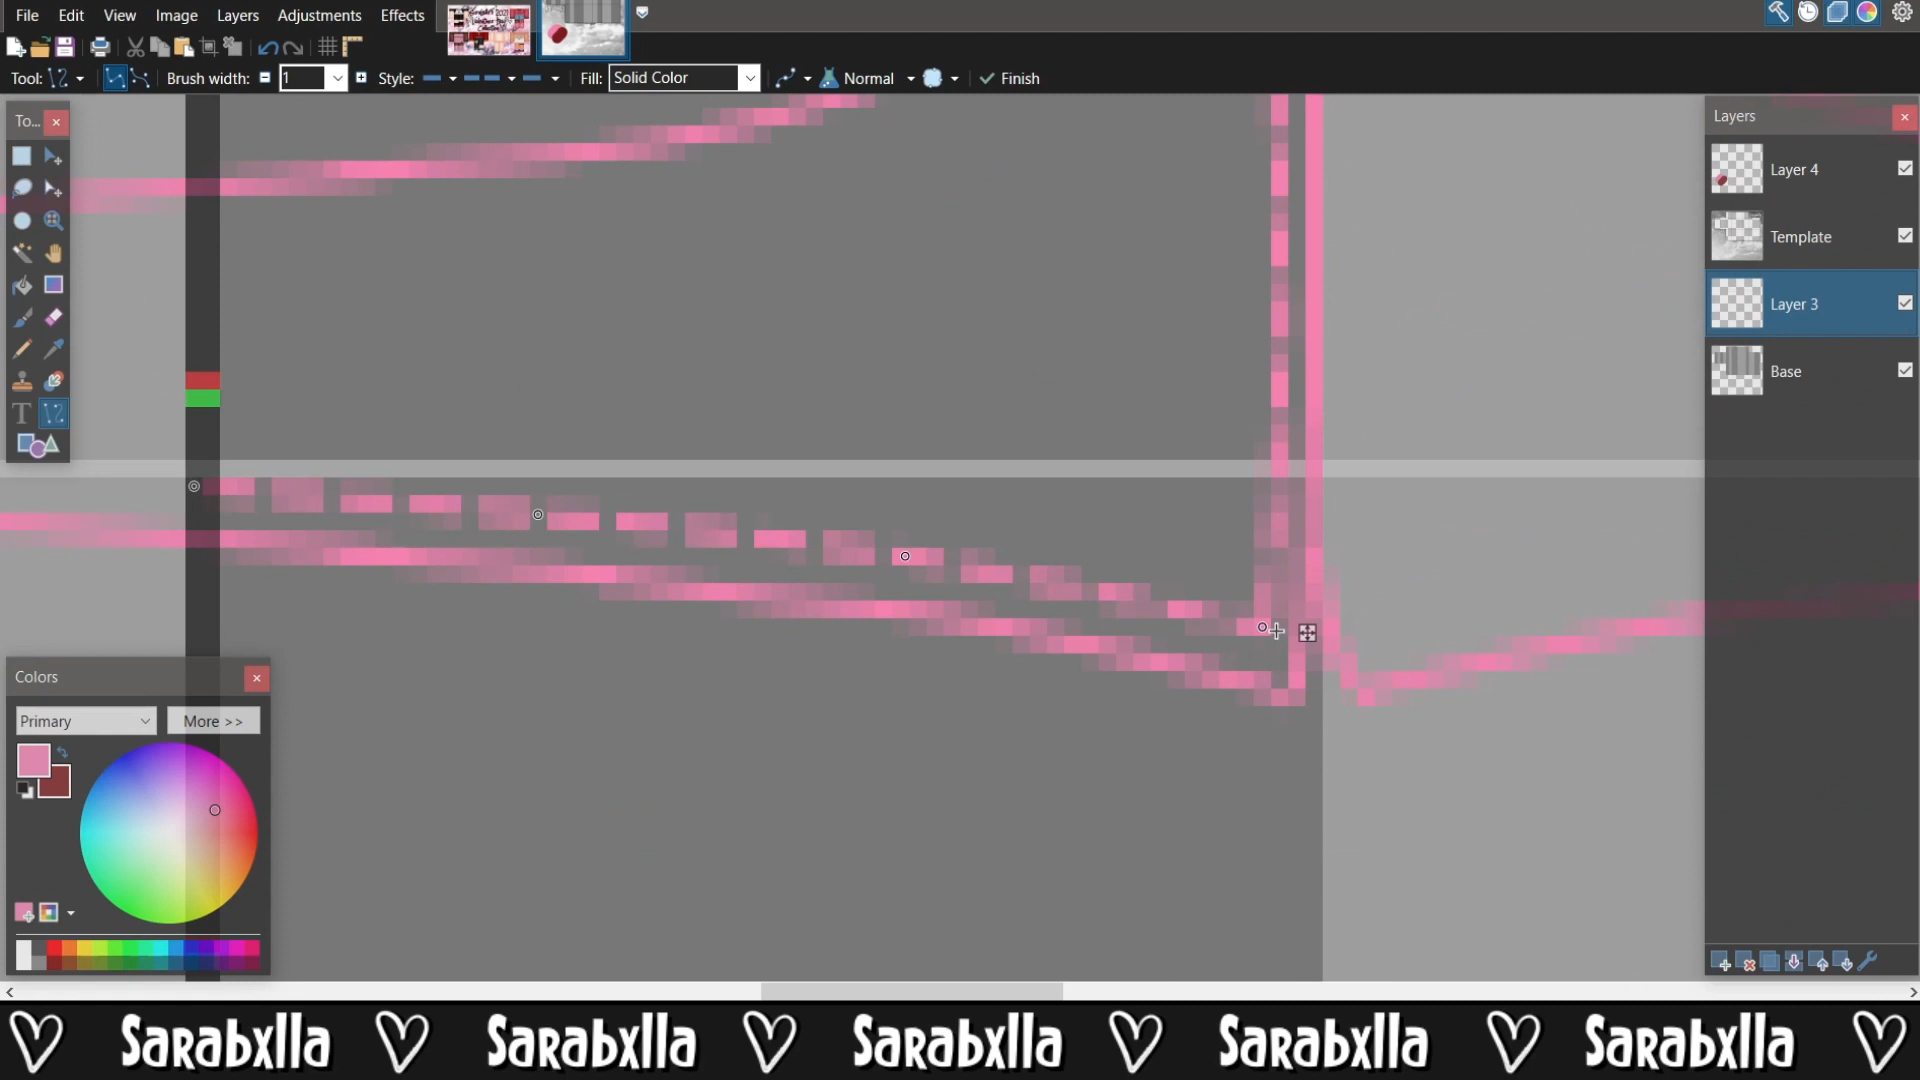 File Edit View Image Layers Adjustments Effects
Tool: Brush width: 1 Style: Fill: Solid Color Normal Finish
To...
Layers
Layer 4
Template
Layer 3
Base
T
Colors
Primary More >>
Sarabxlla Sarabxlla Sarabxlla Sarabxlla Sarabxlla